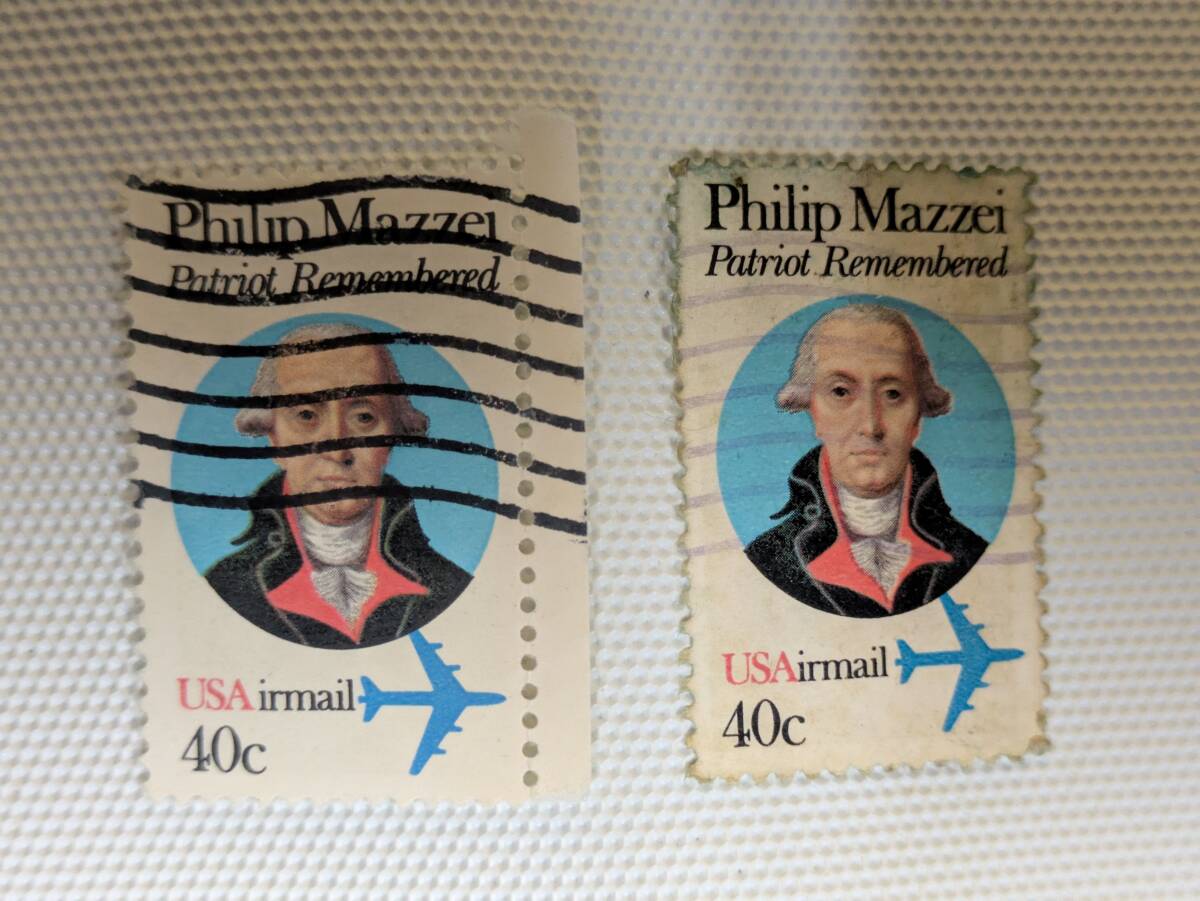 Philip Mazzei
Patriot Remembered
USAirmail
40c
Philip Mazzei
Patriot Remembered
USAirmail
40c